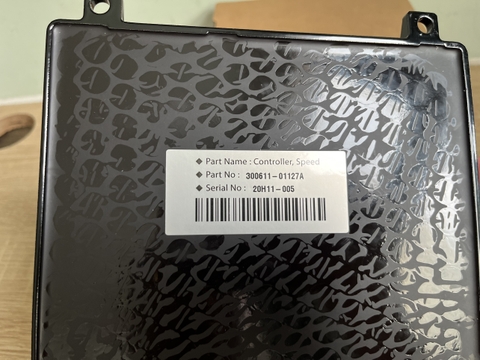 ◆ Part Name : Controller, Speed
◆ Part No : 300611-01127A
◆ Serial No : 20H11-005